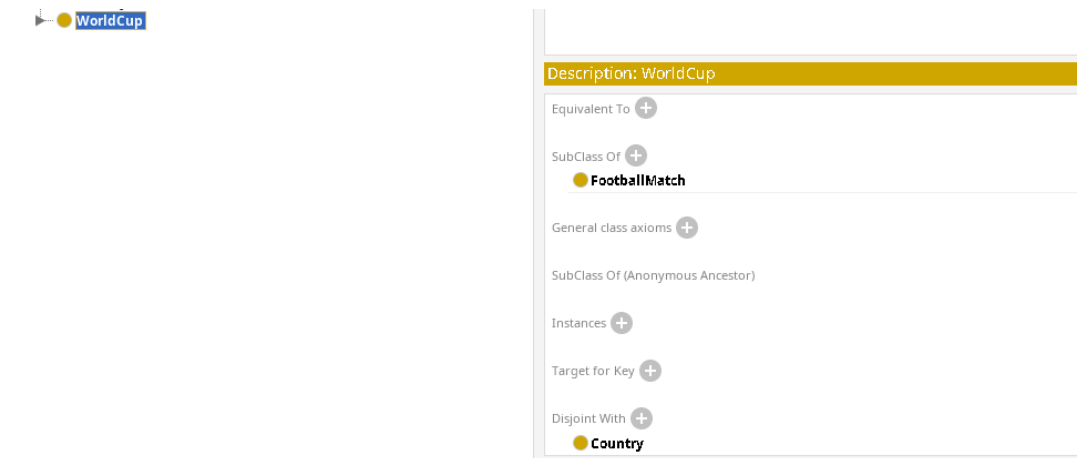 WorldCup
Description: WorldCup
Equivalent To
SubClass Of
FootballMatch
General class axioms
SubClass Of (Anonymous Ancestor)
Instances
Target for Key
Disjoint With
Country